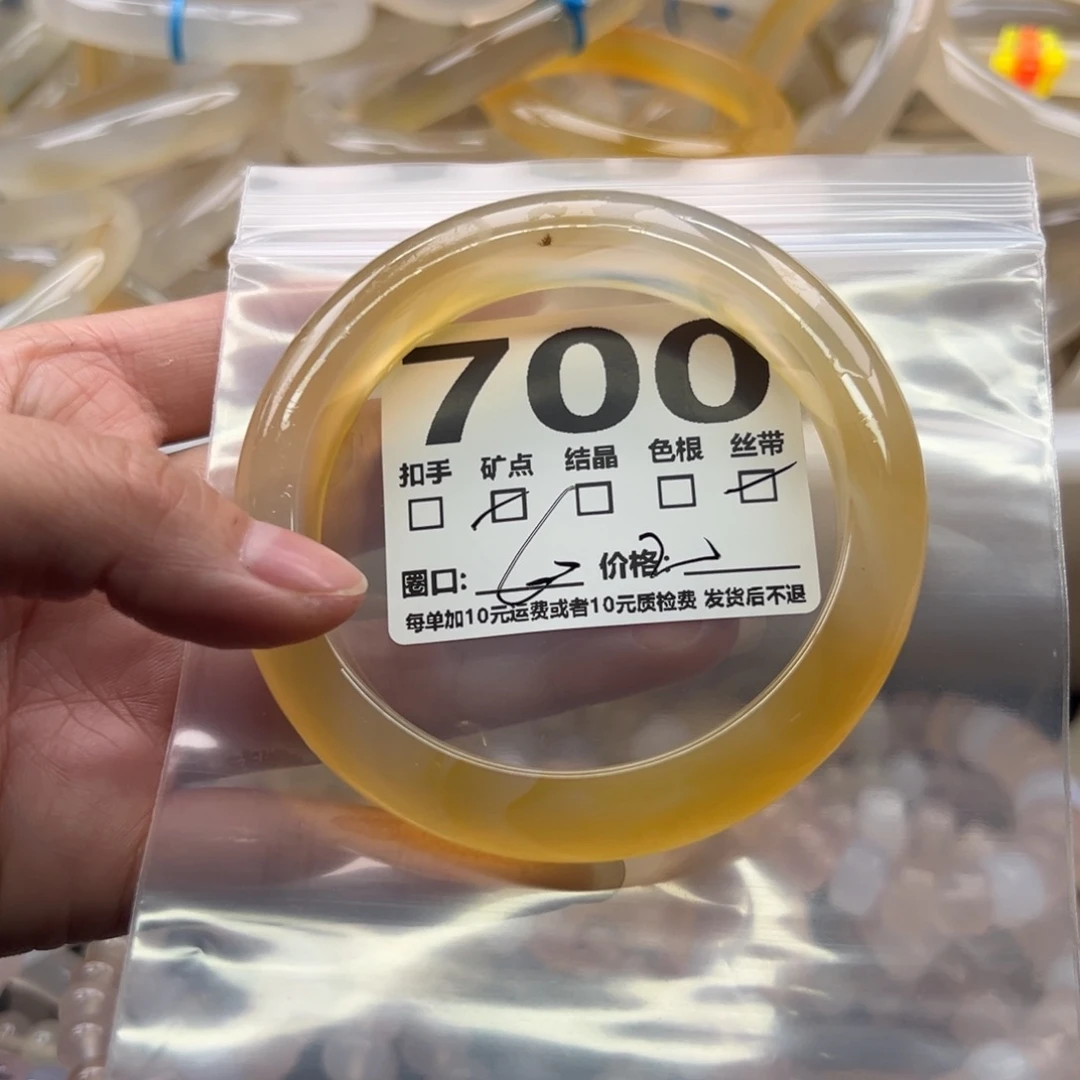 700
扣手 矿点 结晶 色根 丝带
圈口: 价格:
每单加10元运费或者10元质检费 发货后不退